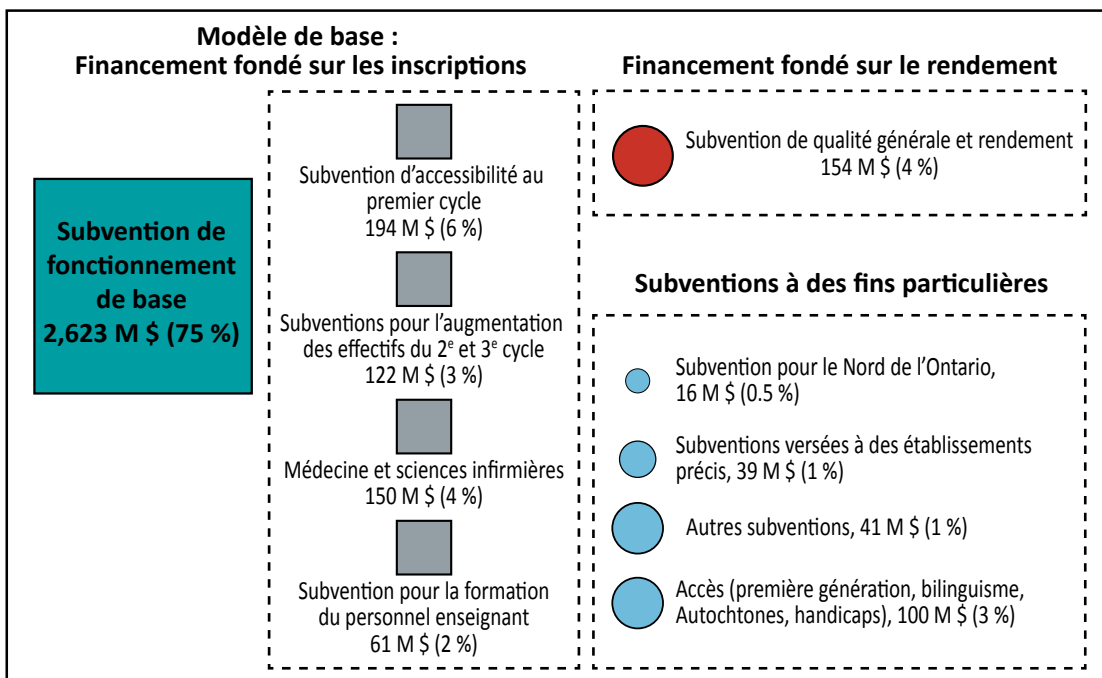 Modèle de base :
Financement fondé sur les inscriptions
Subvention de
fonctionnement
de base
2,623 M $ (75 %)
Subvention d’accessibilité au
premier cycle
194 M $ (6 %)
Subventions pour l’augmentation
des effectifs du 2e et 3e cycle
122 M $ (3 %)
Médecine et sciences infirmières
150 M $ (4 %)
Subvention pour la formation
du personnel enseignant
61 M $ (2 %)
Financement fondé sur le rendement
Subvention de qualité générale et rendement
154 M $ (4 %)
Subventions à des fins particulières
Subvention pour le Nord de l’Ontario,
16 M $ (0.5 %)
Subventions versées à des établissements
précis, 39 M $ (1 %)
Autres subventions, 41 M $ (1 %)
Accès (première génération, bilinguisme,
Autochtones, handicaps), 100 M $ (3 %)